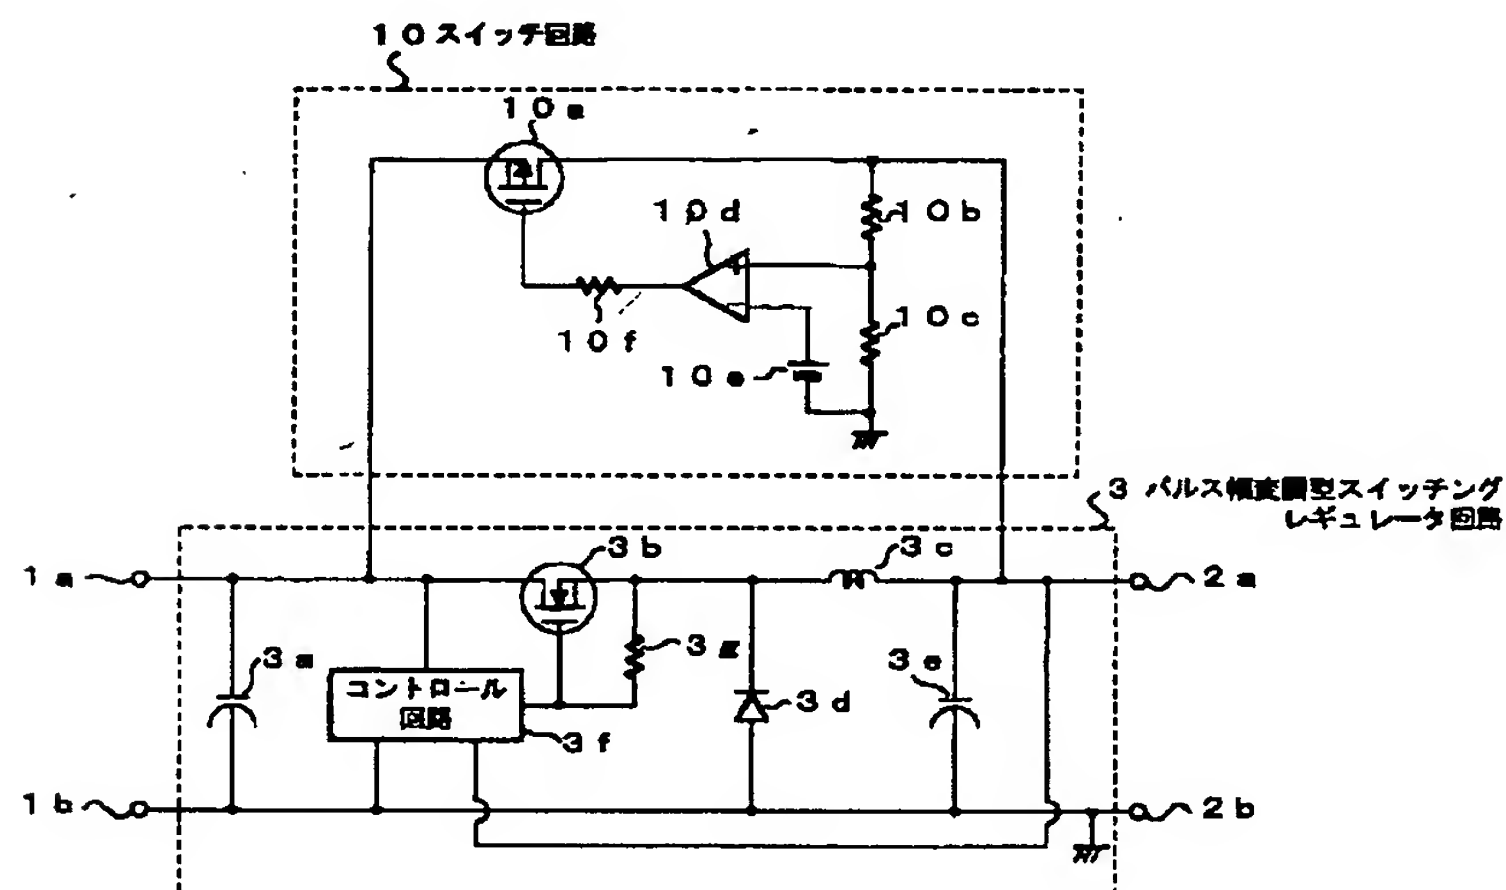 10スイッチ回路
10a
10d
10b
10f
10c
10e
3 パルス幅変調型スイッチング
レギュレータ回路
1a
3b
3c
2a
3a
3g
3e
コントロール
回路
3d
3f
1b
2b